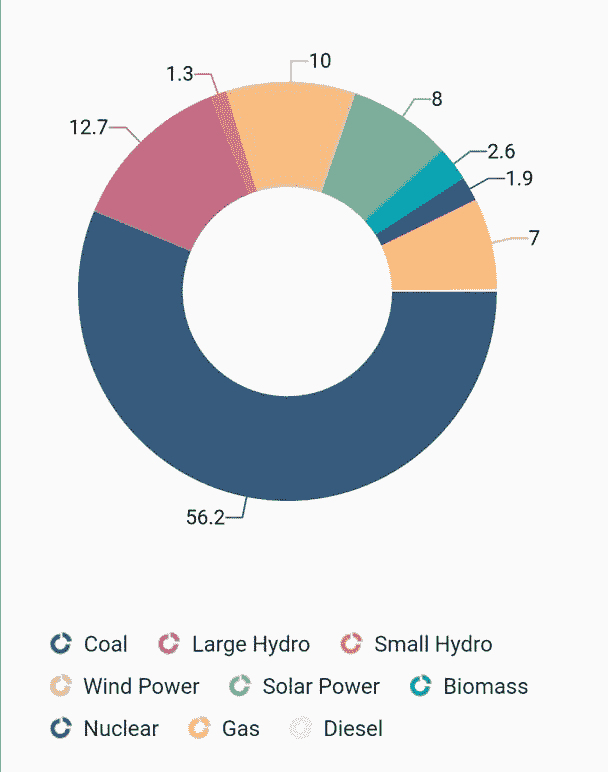 10
1.3
8
12.7
2.6
1.9
7
56.2
Coal Large Hydro Small Hydro
Wind Power Solar Power Biomass
Nuclear Gas Diesel